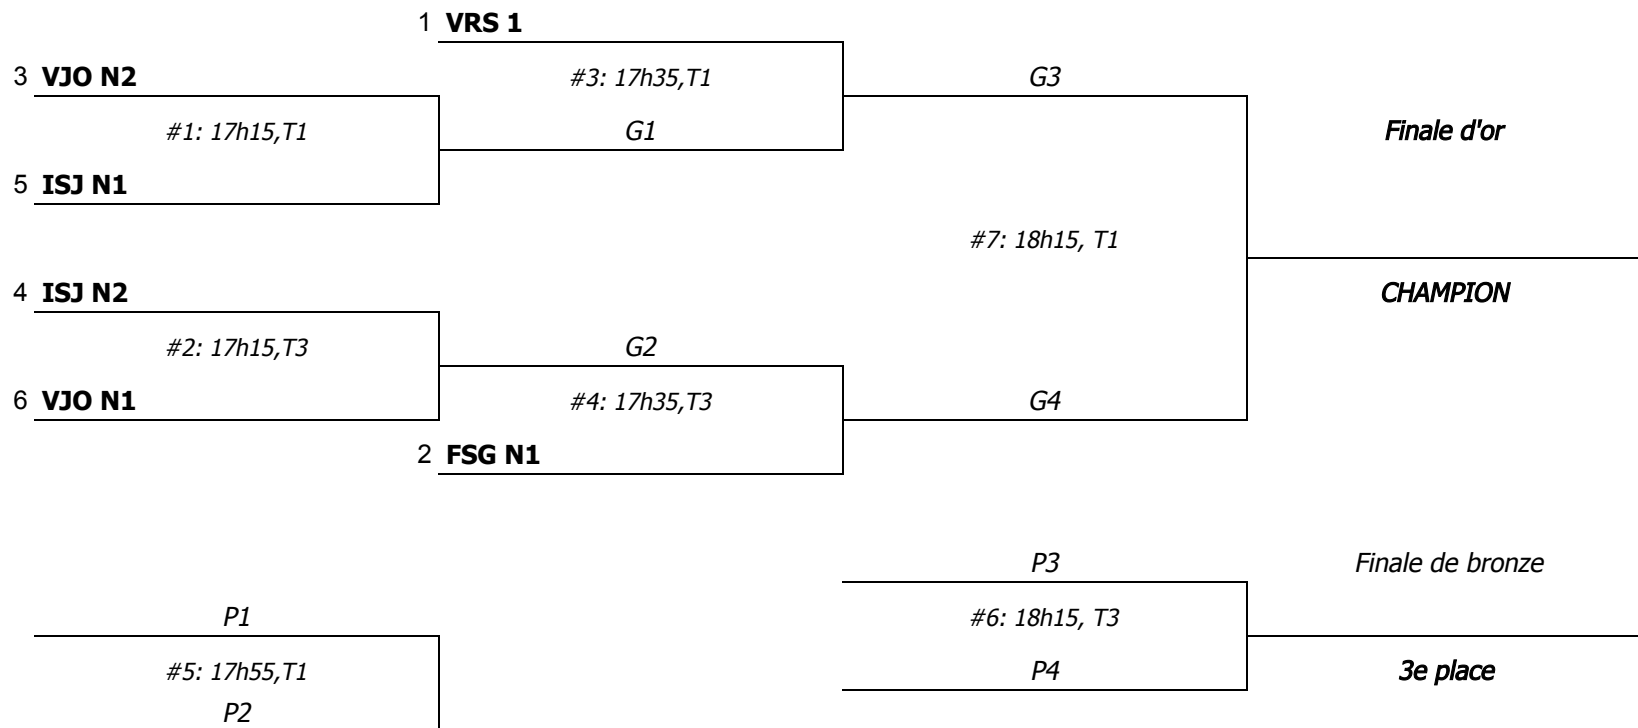 1 VRS 1
3 VJO N2
#3: 17h35,T1
G3
#1: 17h15,T1
G1
Finale d'or
5 ISJ N1
#7: 18h15, T1
4 ISJ N2
CHAMPION
#2: 17h15,T3
G2
6 VJO N1
#4: 17h35,T3
G4
2 FSG N1
P3
Finale de bronze
P1
#6: 18h15, T3
#5: 17h55,T1
P4
3e place
P2